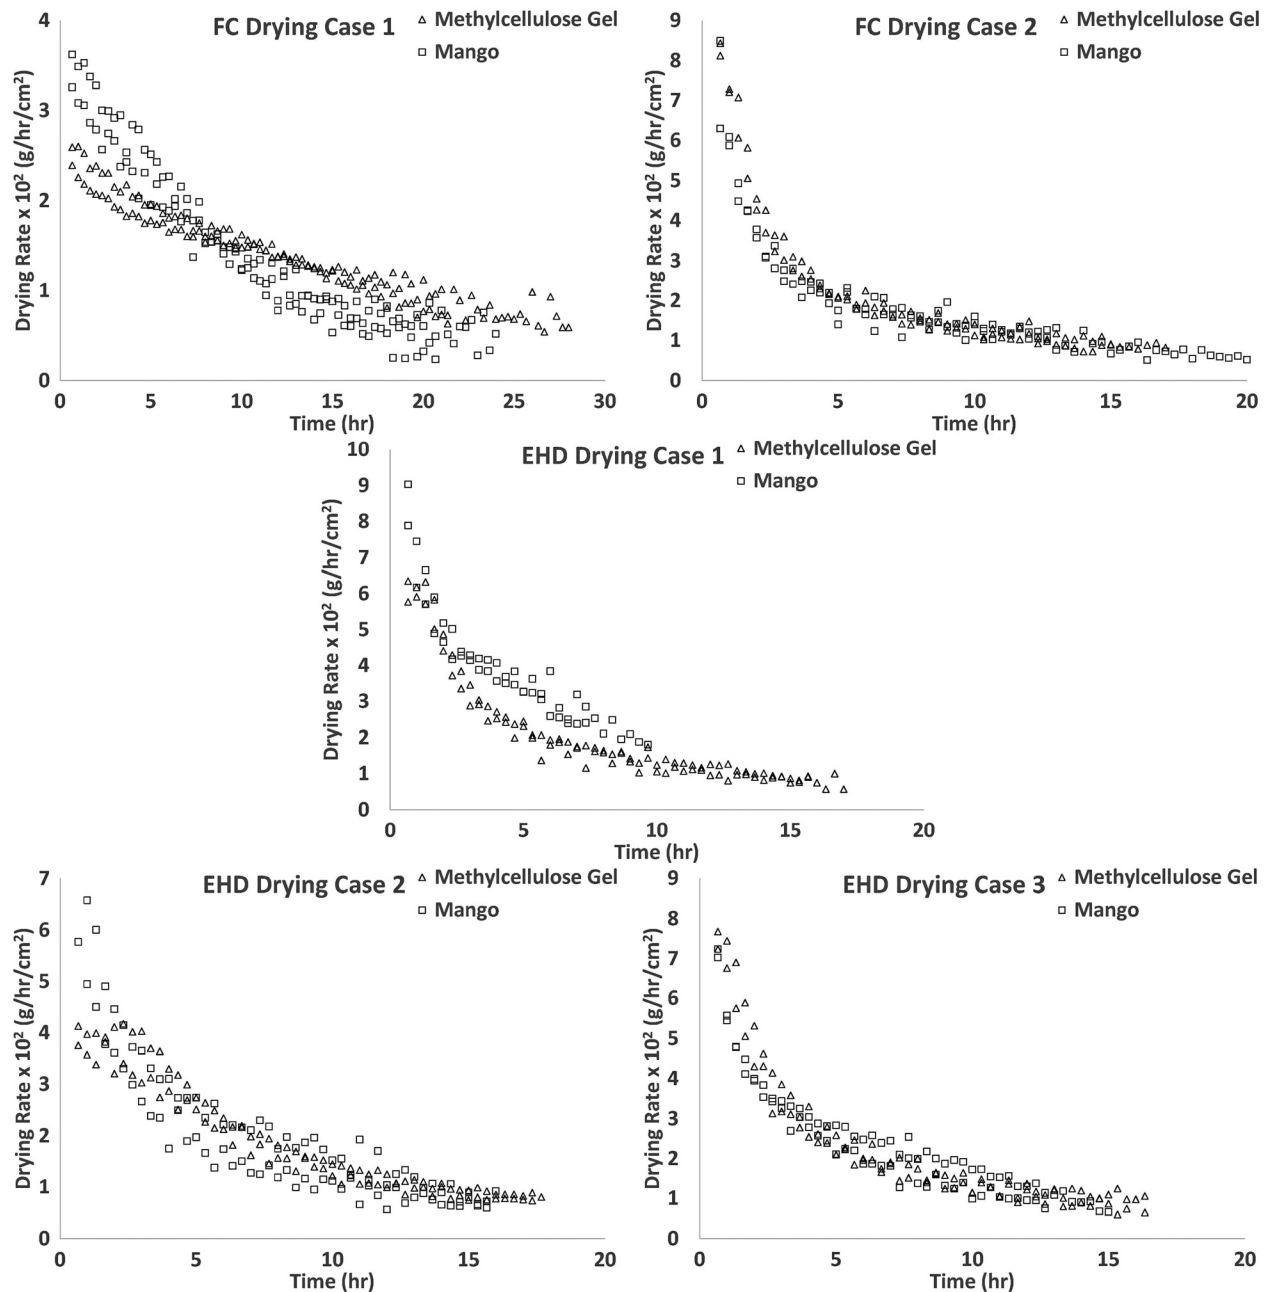 FC Drying Case 1
Methylcellulose Gel
Mango
4
3
2
1
0
Drying Rate x 10² (g/hr/cm²)
0 5 10 15 20 25 30
Time (hr)
FC Drying Case 2
Methylcellulose Gel
Mango
9
8
7
6
5
4
3
2
1
0
Drying Rate x 10² (g/hr/cm²)
0 5 10 15 20
Time (hr)
EHD Drying Case 1
Methylcellulose Gel
Mango
10
9
8
7
6
5
4
3
2
1
0
Drying Rate x 10² (g/hr/cm²)
0 5 10 15 20
Time (hr)
EHD Drying Case 2
Methylcellulose Gel
Mango
7
6
5
4
3
2
1
0
Drying Rate x 10² (g/hr/cm²)
0 5 10 15 20
Time (hr)
EHD Drying Case 3
Methylcellulose Gel
Mango
9
8
7
6
5
4
3
2
1
0
Drying Rate x 10² (g/hr/cm²)
0 5 10 15 20
Time (hr)